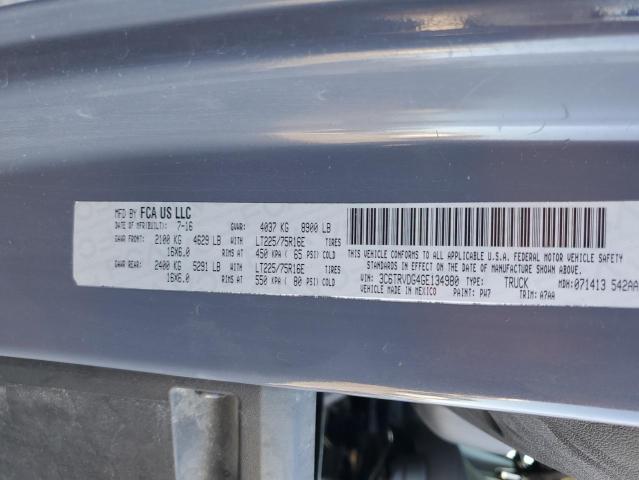 MFD BY FCA US LLC
DATE OF MFR(BUILT): 7-16 GVWR: 4037 KG 8900 LB
GAWR FRONT: 2100 KG 4629 LB WITH LT225/75R16E TIRES
16X6.0 RIMS AT 450 KPA ( 65 PSI) COLD
GAWR REAR: 2400 KG 5291 LB WITH LT225/75R16E TIRES
16X6.0 RIMS AT 550 KPA ( 80 PSI) COLD
THIS VEHICLE CONFORMS TO ALL APPLICABLE U.S.A. FEDERAL MOTOR VEHICLE
SAFETY STANDARDS IN EFFECT ON THE DATE OF MANUFACTURE SHOWN ABOVE.
VIN: 3C6TRVDG4GE134980 TYPE: TRUCK MDH: 071413 542AA
VEHICLE MADE IN MEXICO PAINT: PW7 TRIM: A7AA